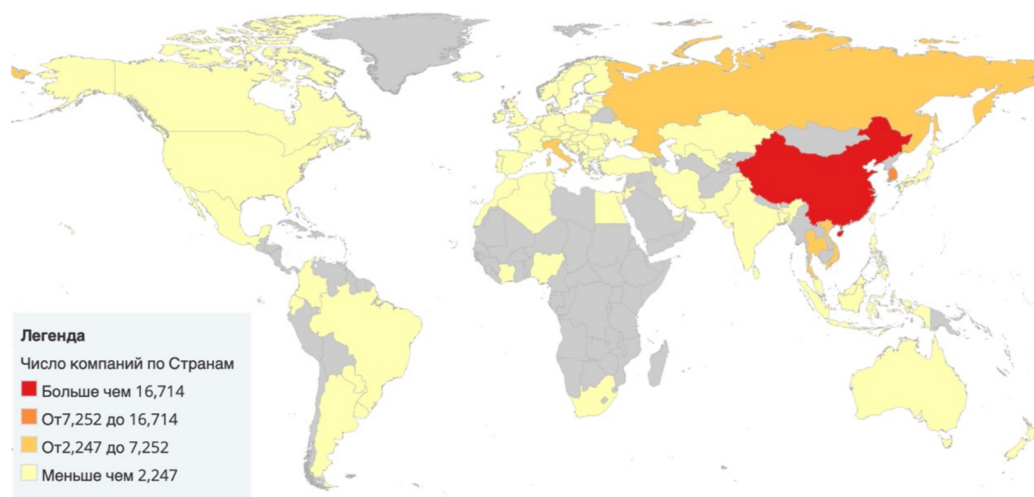 Легенда
Число компаний по Странам
Больше чем 16,714
От7,252 до 16,714
От2,247 до 7,252
Меньше чем 2,247